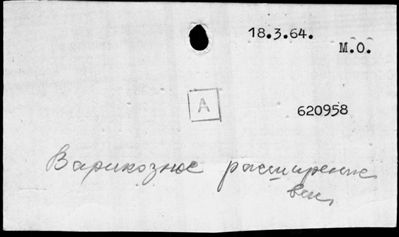 18.3.64.
М.О.
А
620958
Варикозное расширение
вен